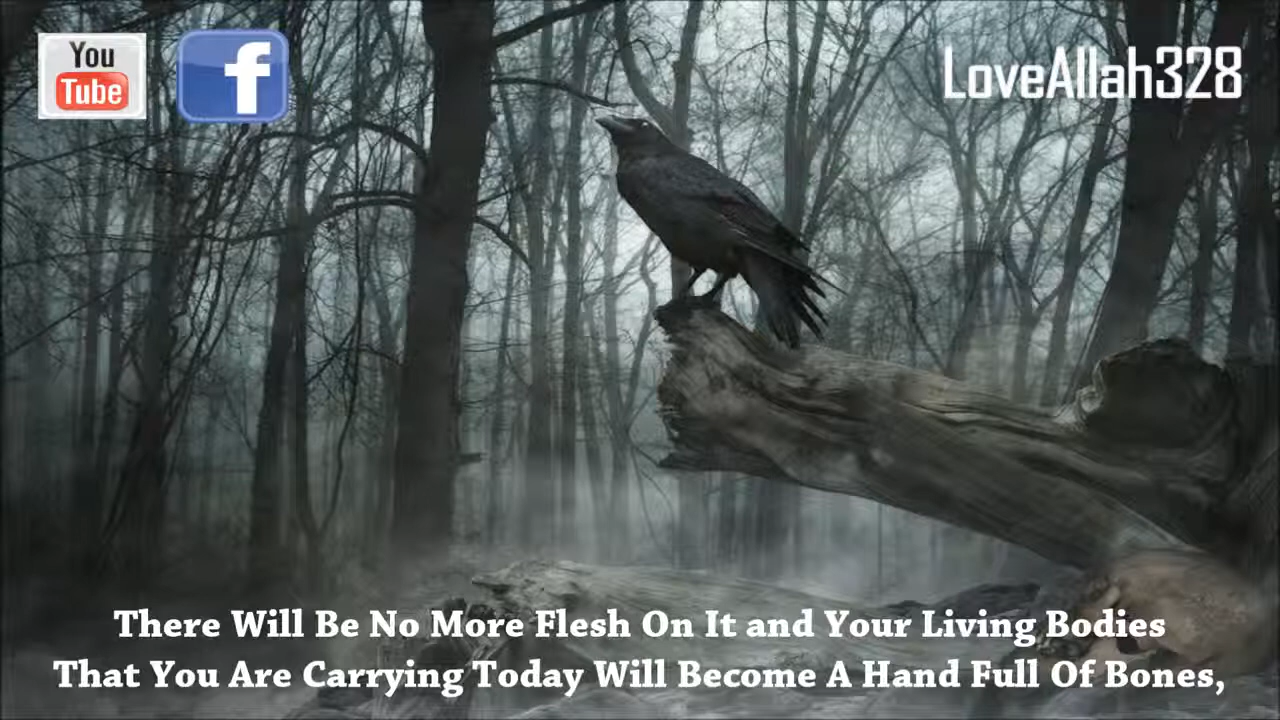 You
Tube
f
LoveAllah328
There Will Be No More Flesh On It and Your Living Bodies
That You Are Carrying Today Will Become A Hand Full Of Bones,